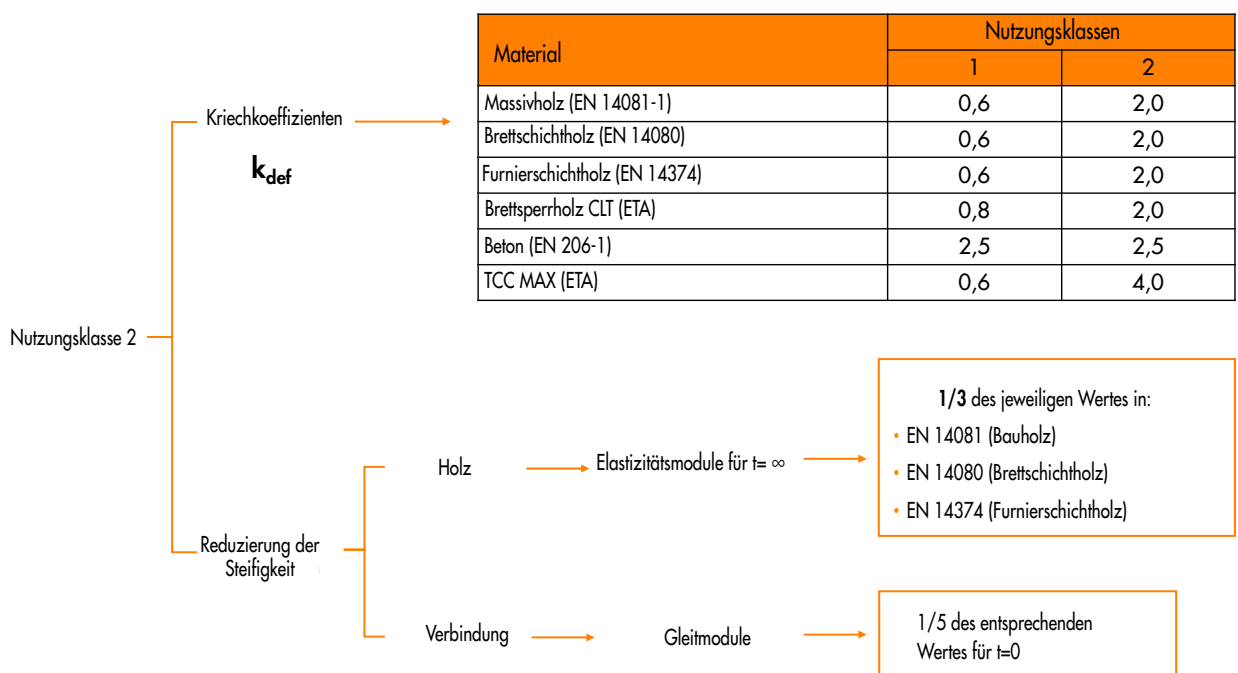 Material
Nutzungsklassen
1 2
Massivholz (EN 14081-1) 0,6 2,0
Brettschichtholz (EN 14080) 0,6 2,0
Furnierschichtholz (EN 14374) 0,6 2,0
Brettsperrholz CLT (ETA) 0,8 2,0
Beton (EN 206-1) 2,5 2,5
TCC MAX (ETA) 0,6 4,0
Kriechkoeffizienten
kdef
Nutzungsklasse 2
Reduzierung der
Steifigkeit
Holz
Elastizitätsmodule für t= ∞
1/3 des jeweiligen Wertes in:
• EN 14081 (Bauholz)
• EN 14080 (Brettschichtholz)
• EN 14374 (Furnierschichtholz)
Verbindung
Gleitmodule
1/5 des entsprechenden
Wertes für t=0